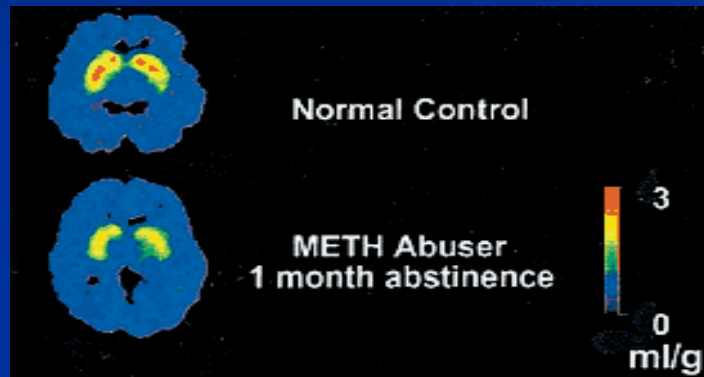 Normal Control
METH Abuser
1 month abstinence
3
0
ml/g